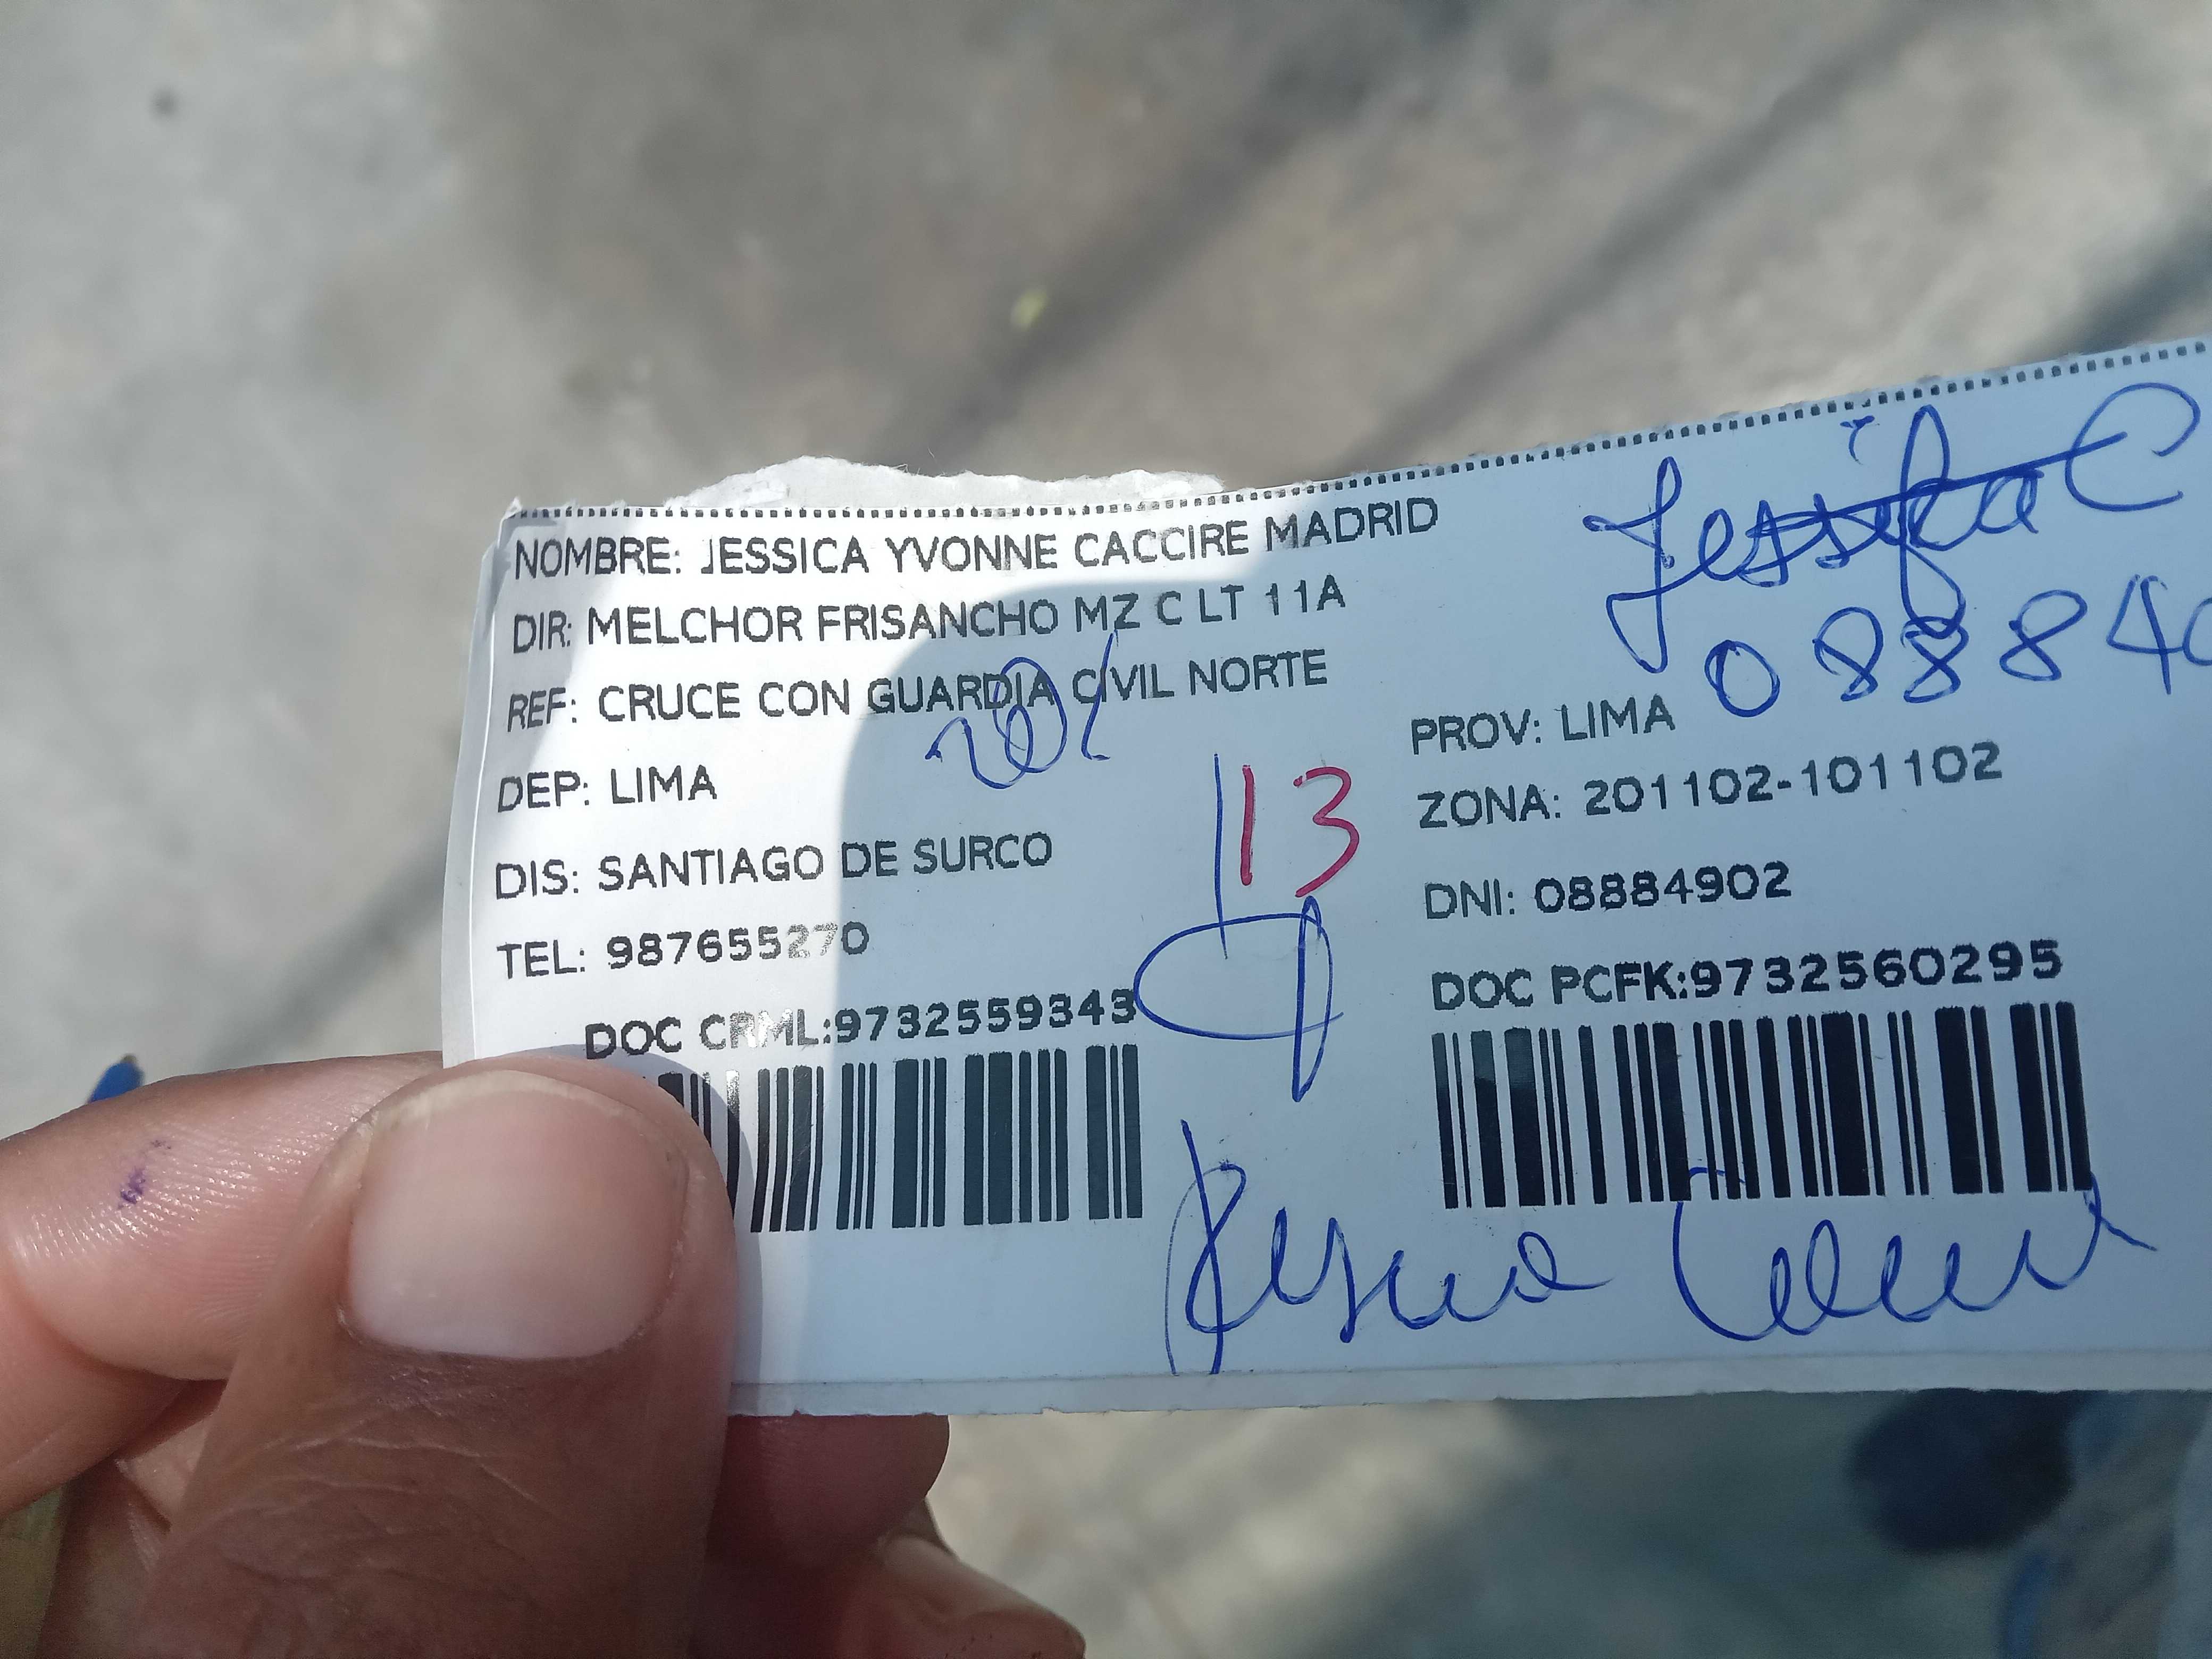 NOMBRE: JESSICA YVONNE CACCIRE MADRID
DIR: MELCHOR FRISANCHO MZ C LT 11A
REF: CRUCE CON GUARDIA CIVIL NORTE
DEP: LIMA
PROV: LIMA
ZONA: 201102-101102
DIS: SANTIAGO DE SURCO
DNI: 08884902
TEL: 987655270
DOC CRML:9732559343
DOC PCFK:9732560295
Jessica C
0888
13